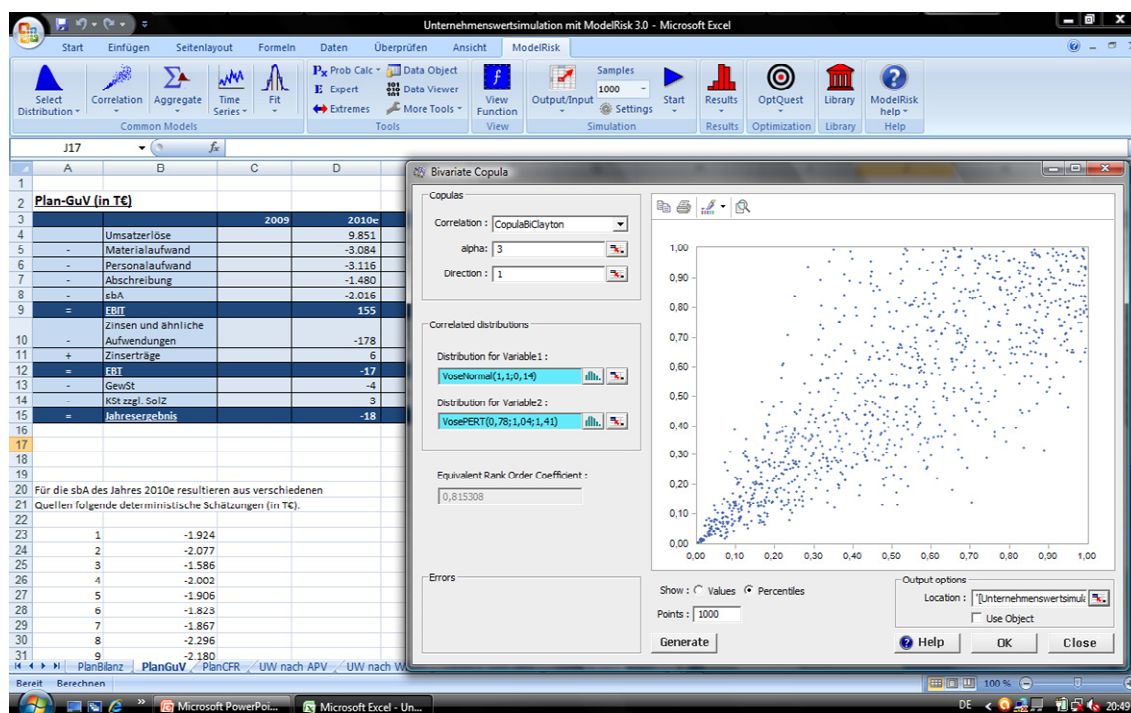 Unternehmenswertsimulation mit ModelRisk 3.0 - Microsoft Excel
Start Einfügen Seitenlayout Formeln Daten Überprüfen Ansicht ModelRisk
Select Distribution Correlation Aggregate Time Series Fit
Common Models
Px Prob Calc Data Object
E Expert Data Viewer
Extremes More Tools
Tools
View Function
View
Output/Input Samples 1000 Settings Start
Simulation
Results
Results
OptQuest
Optimization
Library
Library
ModelRisk help
Help
J17 fx
A B C D
1
2 Plan-GuV (in T€)
3 2009 2010e
4 Umsatzerlöse 9.851
5 - Materialaufwand -3.084
6 - Personalaufwand -3.116
7 - Abschreibung -1.480
8 - sbA -2.016
9 = EBIT 155
Zinsen und ähnliche
10 - Aufwendungen -178
11 + Zinserträge 6
12 = EBT -17
13 - GewSt -4
14 - KSt zzgl. SolZ 3
15 = Jahresergebnis -18
16
17
18
19
20 Für die sbA des Jahres 2010e resultieren aus verschiedenen
21 Quellen folgende deterministische Schätzungen (in T€).
22
23 1 -1.924
24 2 -2.077
25 3 -1.586
26 4 -2.002
27 5 -1.906
28 6 -1.823
29 7 -1.867
30 8 -2.296
31 9 -2.180
PlanBilanz PlanGuV PlanCFR UW nach APV UW nach W
Bereit Berechnen 100 %
Bivariate Copula
Copulas
Correlation : CopulaBiClayton
alpha: 3
Direction : 1
Correlated distributions
Distribution for Variable1 :
VoseNormal(1,1;0,14)
Distribution for Variable2 :
VosePERT(0,78;1,04;1,41)
Equivalent Rank Order Coefficient :
0,815308
Errors
1,00
0,90
0,80
0,70
0,60
0,50
0,40
0,30
0,20
0,10
0,00
0,00 0,10 0,20 0,30 0,40 0,50 0,60 0,70 0,80 0,90 1,00
Show : Values Percentiles
Points : 1000
Generate
Output options
Location : '[Unternehmenswertsimula
Use Object
Help OK Close
Microsoft PowerPoi... Microsoft Excel - Un... DE 20:49